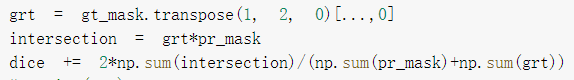 grt = gt_mask.transpose(1, 2, 0)[...,0]
intersection = grt*pr_mask
dice += 2*np.sum(intersection)/(np.sum(pr_mask)+np.sum(grt))